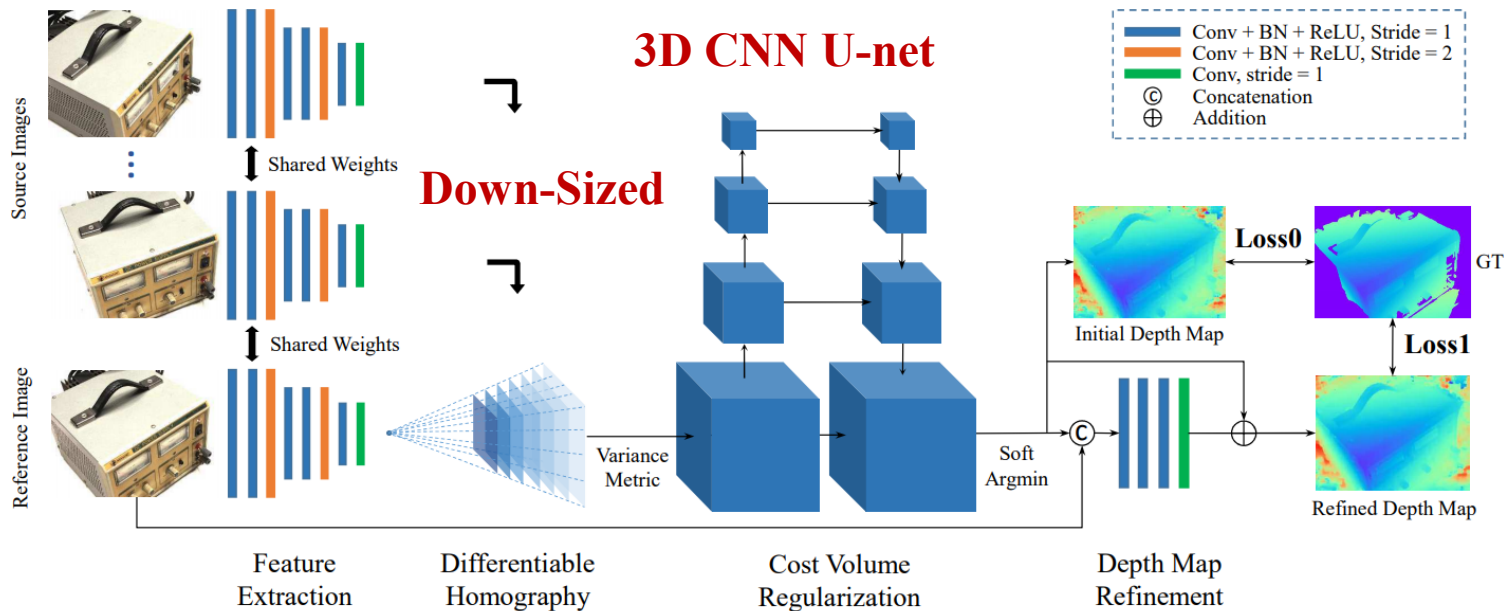 3D CNN U-net
Down-Sized
Conv + BN + ReLU, Stride = 1
Conv + BN + ReLU, Stride = 2
Conv, stride = 1
C Concatenation
⊕ Addition
Source Images
Shared Weights
Shared Weights
Reference Image
Variance
Metric
Soft
Argmin
C
Initial Depth Map
Loss0
GT
Loss1
Refined Depth Map
Feature
Extraction
Differentiable
Homography
Cost Volume
Regularization
Depth Map
Refinement